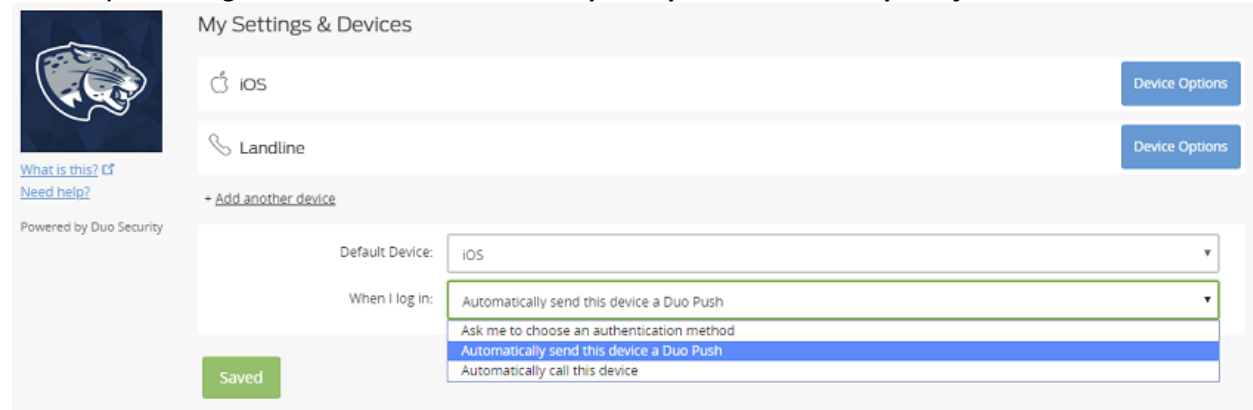 My Settings & Devices
iOS
Device Options
Landline
Device Options
What is this?
Need help?
+ Add another device
Powered by Duo Security
Default Device: iOS
When I log in: Automatically send this device a Duo Push
Ask me to choose an authentication method
Automatically send this device a Duo Push
Automatically call this device
Saved